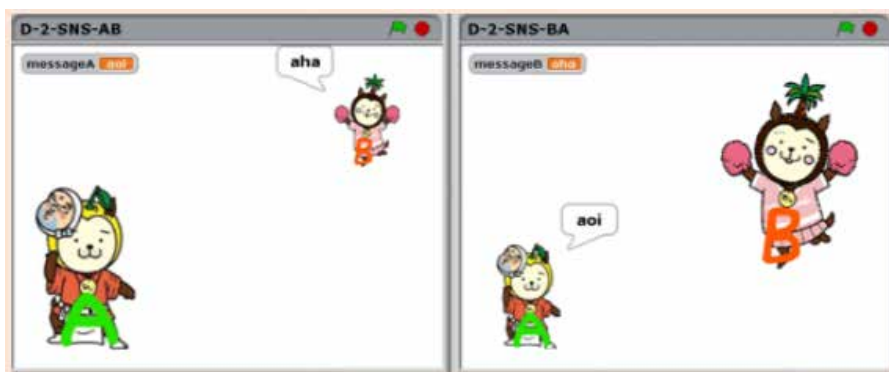 D-2-SNS-AB
messageA aoi
aha
B
A
D-2-SNS-BA
messageB aha
B
aoi
A